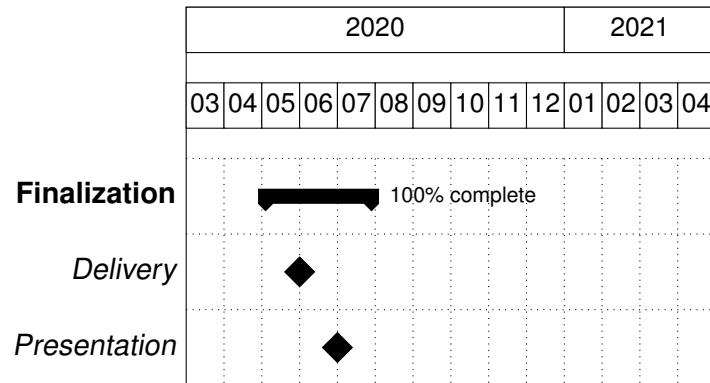 2020 2021
03 04 05 06 07 08 09 10 11 12 01 02 03 04
Finalization 100% complete
Delivery
Presentation